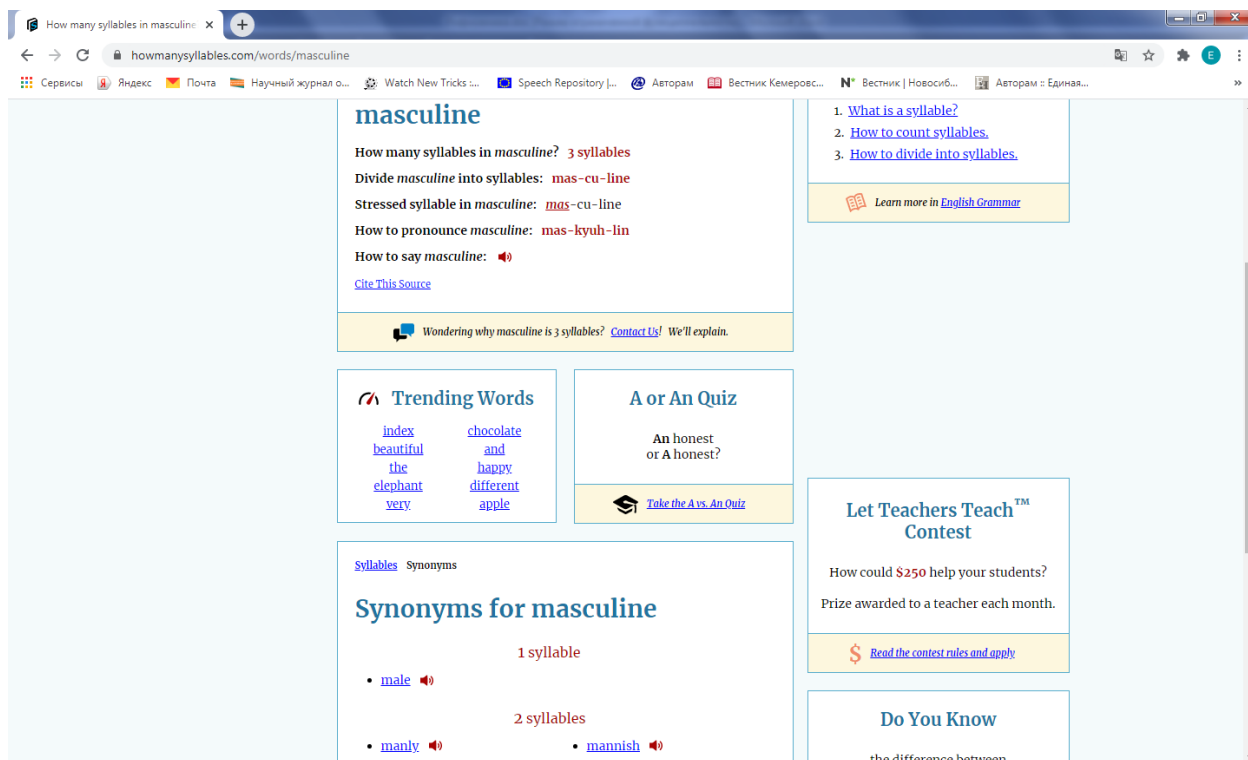 How many syllables in masculine
howmanysyllables.com/words/masculine
E
Сервисы
Яндекс
Почта
Научный журнал о...
Watch New Tricks :...
Speech Repository |...
Авторам
Вестник Кемеровс...
Вестник | Новосиб...
Авторам :: Единая...
»
masculine
How many syllables in masculine? 3 syllables
Divide masculine into syllables: mas-cu-line
Stressed syllable in masculine: mas-cu-line
How to pronounce masculine: mas-kyuh-lin
How to say masculine:
Cite This Source
Wondering why masculine is 3 syllables? Contact Us! We'll explain.
1. What is a syllable?
2. How to count syllables.
3. How to divide into syllables.
Learn more in English Grammar
Trending Words
index chocolate
beautiful and
the happy
elephant different
very apple
A or An Quiz
An honest
or A honest?
Take the A vs. An Quiz
Let Teachers Teach™
Contest
How could $250 help your students?
Prize awarded to a teacher each month.
Read the contest rules and apply
Syllables Synonyms
Synonyms for masculine
1 syllable
• male
2 syllables
• manly • mannish
Do You Know
the difference between